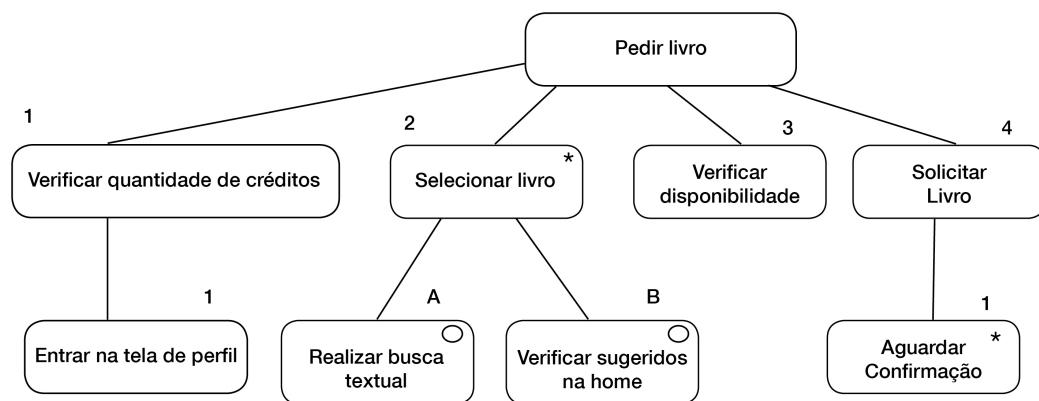 Pedir livro
1
2
3
4
Verificar quantidade de créditos
Selecionar livro
*
Verificar
disponibilidade
Solicitar
Livro
1
A
B
1
Entrar na tela de perfil
Realizar busca
textual
Verificar sugeridos
na home
Aguardar
Confirmação
*